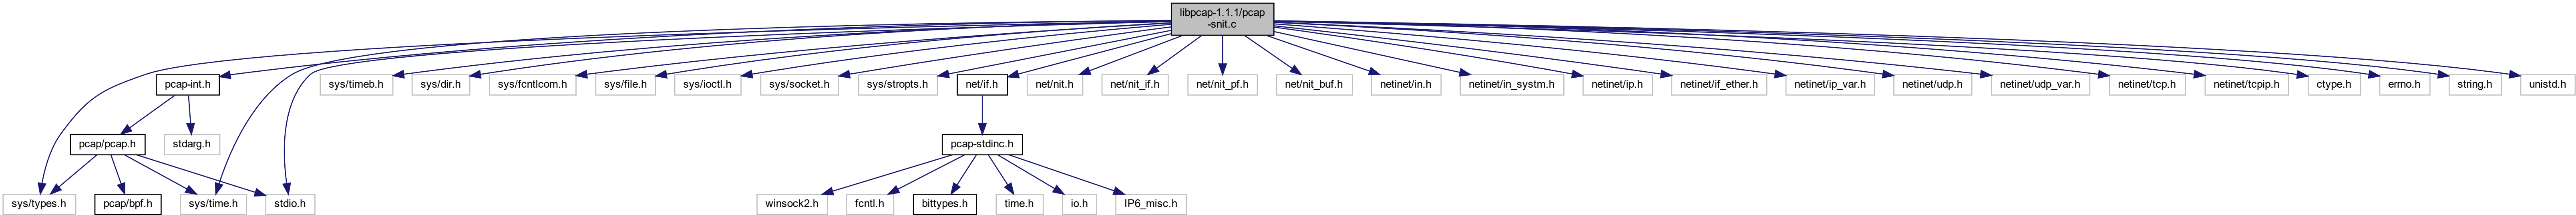 libpcap-1.1.1/pcap
-snit.c
pcap-int.h
sys/timeb.h
sys/dir.h
sys/fcntlcom.h
sys/file.h
sys/ioctl.h
sys/socket.h
sys/stropts.h
net/if.h
net/nit.h
net/nit_if.h
net/nit_pf.h
net/nit_buf.h
netinet/in.h
netinet/in_systm.h
netinet/ip.h
netinet/if_ether.h
netinet/ip_var.h
netinet/udp.h
netinet/udp_var.h
netinet/tcp.h
netinet/tcpip.h
ctype.h
errno.h
string.h
unistd.h
pcap/pcap.h
stdarg.h
pcap-stdinc.h
sys/types.h
pcap/bpf.h
sys/time.h
stdio.h
winsock2.h
fcntl.h
bittypes.h
time.h
io.h
IP6_misc.h